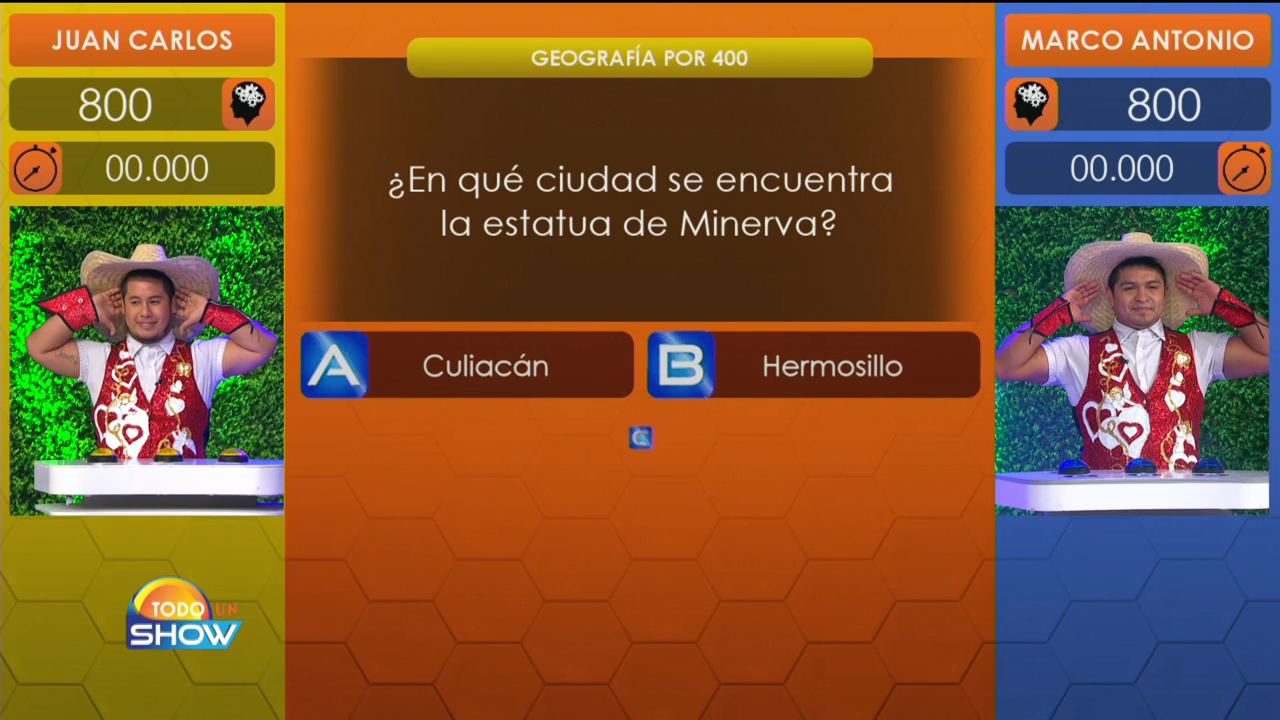 JUAN CARLOS
800
00.000
GEOGRAFÍA POR 400
¿En qué ciudad se encuentra
la estatua de Minerva?
A Culiacán
B Hermosillo
C
MARCO ANTONIO
800
00.000
TODO UN
SHOW